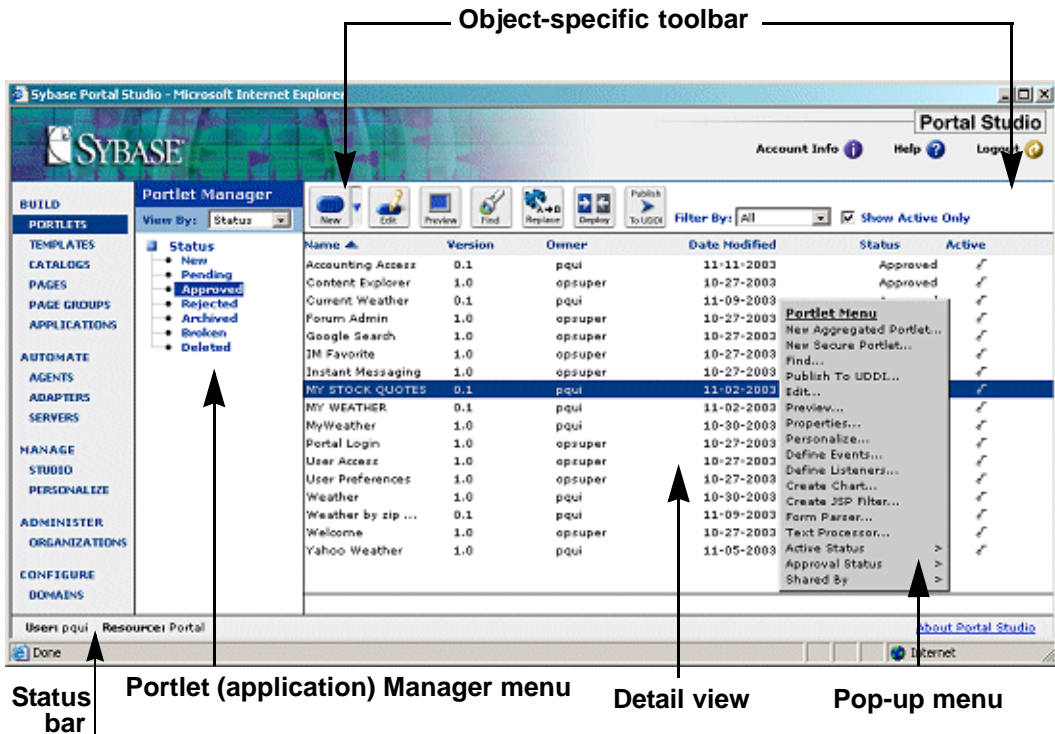 Object-specific toolbar
Sybase Portal Studio - Microsoft Internet Explorer
SYBASE
Portal Studio
Account Info Help Logout
BUILD
PORTLETS
TEMPLATES
CATALOGS
PAGES
PAGE GROUPS
APPLICATIONS
AUTOMATE
AGENTS
ADAPTERS
SERVERS
MANAGE
STUDIO
PERSONALIZE
ADMINISTER
ORGANIZATIONS
CONFIGURE
DOMAINS
Portlet Manager
View By: Status
Status
New
Pending
Approved
Rejected
Archived
Broken
Deleted
New Edit Preview Find Replace Deploy Publish To UDDI
Filter By: All Show Active Only
Name Version Owner Date Modified Status Active
Accounting Access 0.1 pqui 11-11-2003 Approved
Content Explorer 1.0 opsuper 10-27-2003 Approved
Current Weather 0.1 pqui 11-09-2003
Forum Admin 1.0 opsuper 10-27-2003
Google Search 1.0 opsuper 10-27-2003
IM Favorite 1.0 opsuper 10-27-2003
Instant Messaging 1.0 opsuper 10-27-2003
MY STOCK QUOTES 0.1 pqui 11-02-2003
MY WEATHER 0.1 pqui 11-02-2003
MyWeather 1.0 pqui 10-30-2003
Portal Login 1.0 opsuper 10-27-2003
User Access 1.0 opsuper 10-27-2003
User Preferences 1.0 opsuper 10-27-2003
Weather 1.0 pqui 10-30-2003
Weather by zip ... 0.1 pqui 11-09-2003
Welcome 1.0 opsuper 10-27-2003
Yahoo Weather 1.0 pqui 11-05-2003
Portlet Menu
New Aggregated Portlet...
New Secure Portlet...
Find...
Publish To UDDI...
Edit...
Preview...
Properties...
Personalize...
Define Events...
Define Listeners...
Create Chart...
Create JSP Filter...
Form Parser...
Text Processor...
Active Status >
Approval Status >
Shared By >
User: pqui Resource: Portal
About Portal Studio
Done
Internet
Status bar
Portlet (application) Manager menu
Detail view
Pop-up menu